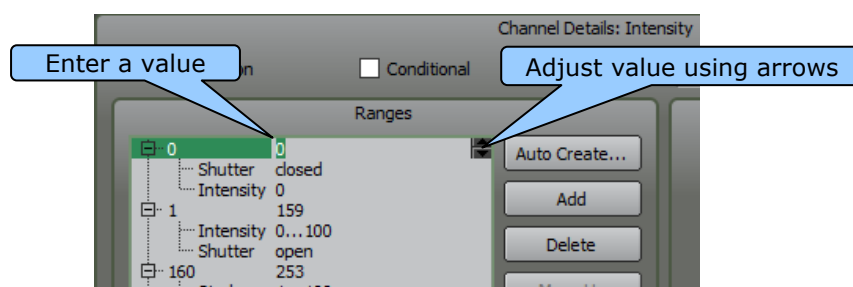 Channel Details: Intensity
Enter a value
on
Conditional
Adjust value using arrows
Ranges
0 0
Shutter closed
Intensity 0
1 159
Intensity 0...100
Shutter open
160 253
Auto Create...
Add
Delete